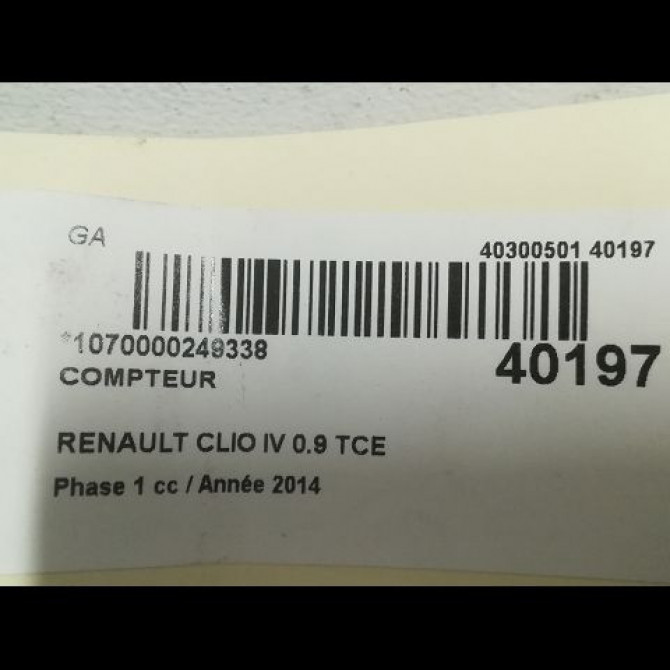 GA
40300501 40197
*1070000249338
40197
COMPTEUR
RENAULT CLIO IV 0.9 TCE
Phase 1 cc / Année 2014